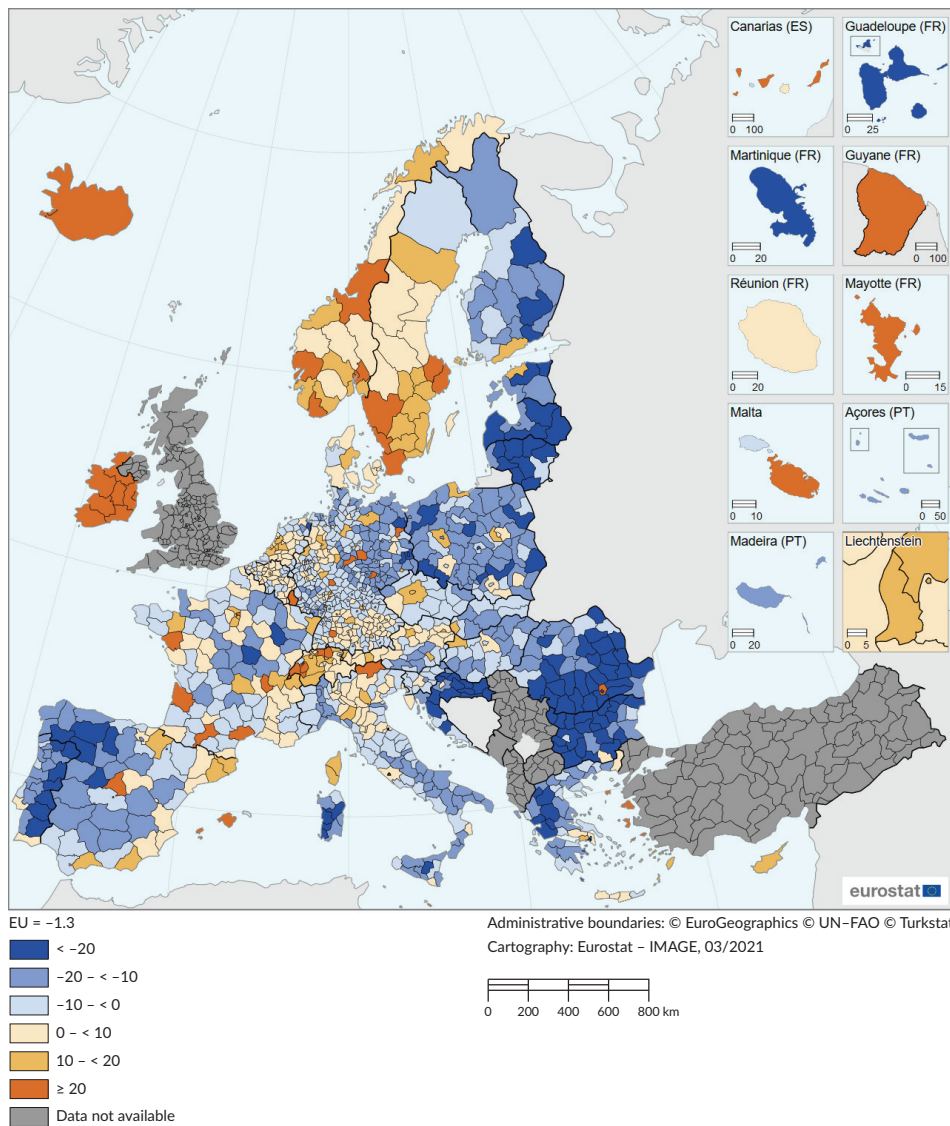 Canarias (ES)
0 100
Guadeloupe (FR)
0 25
Martinique (FR)
0 20
Guyane (FR)
0 100
Réunion (FR)
0 20
Mayotte (FR)
0 15
Malta
0 10
Açores (PT)
0 50
Madeira (PT)
0 20
Liechtenstein
0 5
eurostat
EU = –1.3
< –20
–20 – < –10
–10 – < 0
0 – < 10
10 – < 20
≥ 20
Data not available
Administrative boundaries: © EuroGeographics © UN–FAO © Turkstat
Cartography: Eurostat – IMAGE, 03/2021
0 200 400 600 800 km